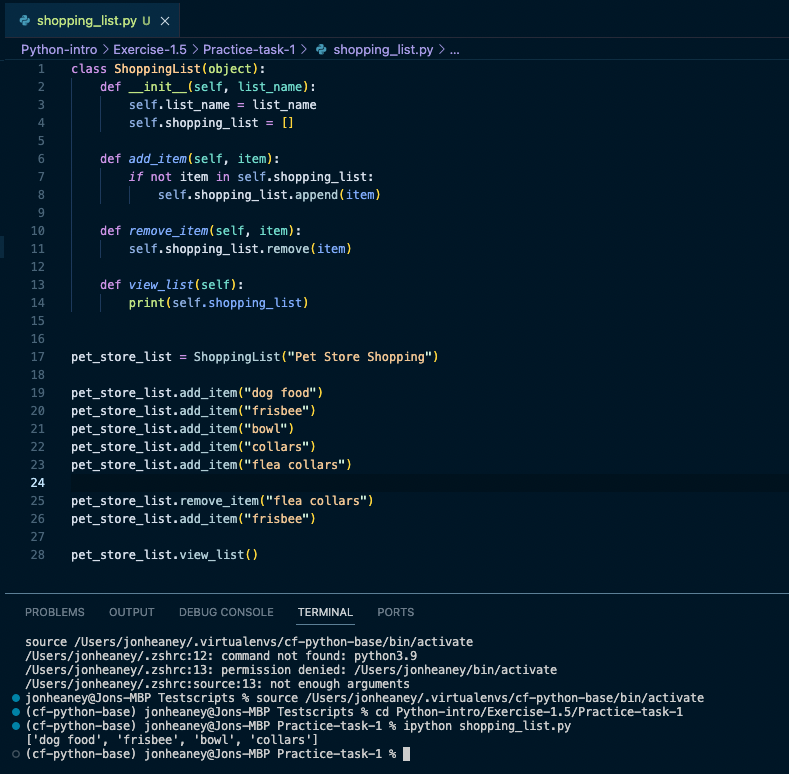 shopping_list.py U ×
Python-intro > Exercise-1.5 > Practice-task-1 > shopping_list.py > ...
1 class ShoppingList(object):
2     def __init__(self, list_name):
3         self.list_name = list_name
4         self.shopping_list = []
5
6     def add_item(self, item):
7         if not item in self.shopping_list:
8             self.shopping_list.append(item)
9
10     def remove_item(self, item):
11         self.shopping_list.remove(item)
12
13     def view_list(self):
14         print(self.shopping_list)
15
16
17 pet_store_list = ShoppingList("Pet Store Shopping")
18
19 pet_store_list.add_item("dog food")
20 pet_store_list.add_item("frisbee")
21 pet_store_list.add_item("bowl")
22 pet_store_list.add_item("collars")
23 pet_store_list.add_item("flea collars")
24
25 pet_store_list.remove_item("flea collars")
26 pet_store_list.add_item("frisbee")
27
28 pet_store_list.view_list()
PROBLEMS OUTPUT DEBUG CONSOLE TERMINAL PORTS
source /Users/jonheaney/.virtualenvs/cf-python-base/bin/activate
/Users/jonheaney/.zshrc:12: command not found: python3.9
/Users/jonheaney/.zshrc:13: permission denied: /Users/jonheaney/bin/activate
/Users/jonheaney/.zshrc:source:13: not enough arguments
jonheaney@Jons-MBP Testscripts % source /Users/jonheaney/.virtualenvs/cf-python-base/bin/activate
(cf-python-base) jonheaney@Jons-MBP Testscripts % cd Python-intro/Exercise-1.5/Practice-task-1
(cf-python-base) jonheaney@Jons-MBP Practice-task-1 % ipython shopping_list.py
['dog food', 'frisbee', 'bowl', 'collars']
(cf-python-base) jonheaney@Jons-MBP Practice-task-1 %